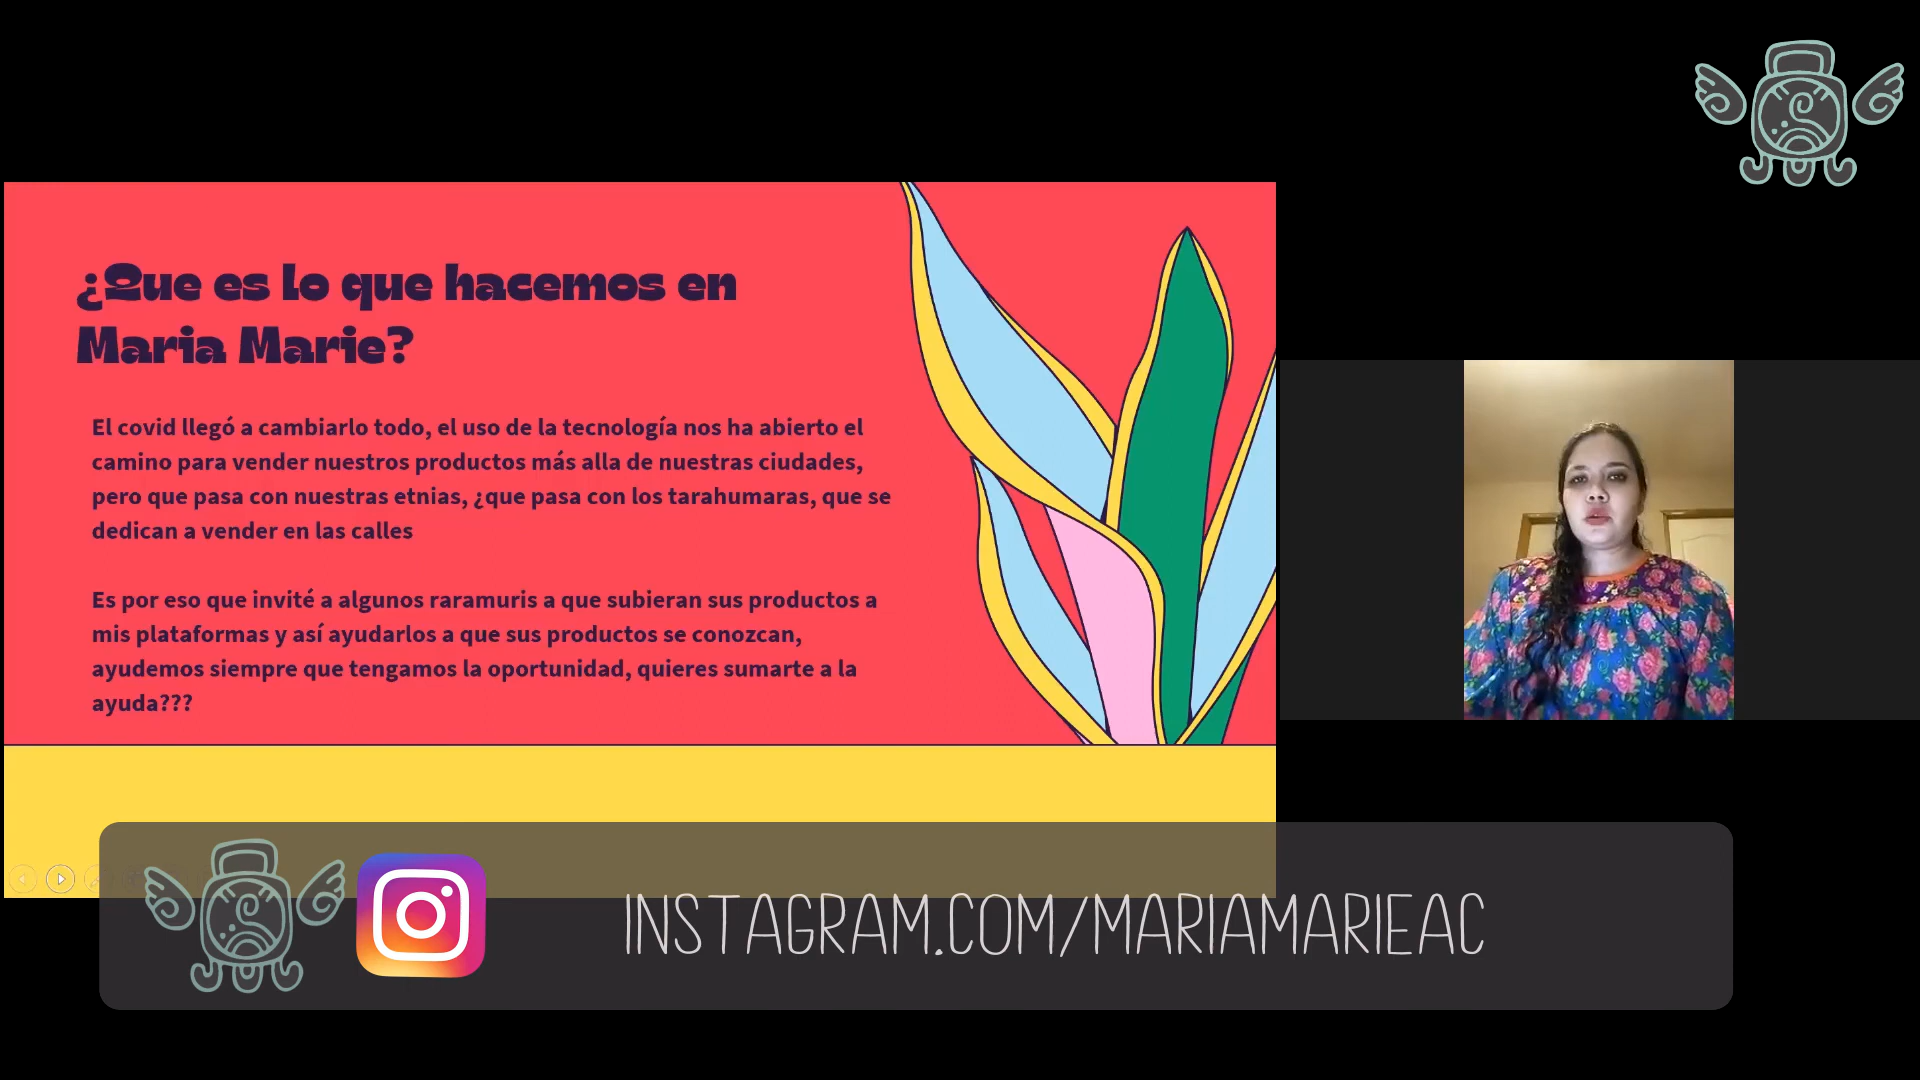 ¿Que es lo que hacemos en
Maria Marie?
El covid llegó a cambiarlo todo, el uso de la tecnología nos ha abierto el
camino para vender nuestros productos más alla de nuestras ciudades,
pero que pasa con nuestras etnias, ¿que pasa con los tarahumaras, que se
dedican a vender en las calles
Es por eso que invité a algunos raramuris a que subieran sus productos a
mis plataformas y así ayudarlos a que sus productos se conozcan,
ayudemos siempre que tengamos la oportunidad, quieres sumarte a la
ayuda???
INSTAGRAM.COM/MARIAMARIEAC